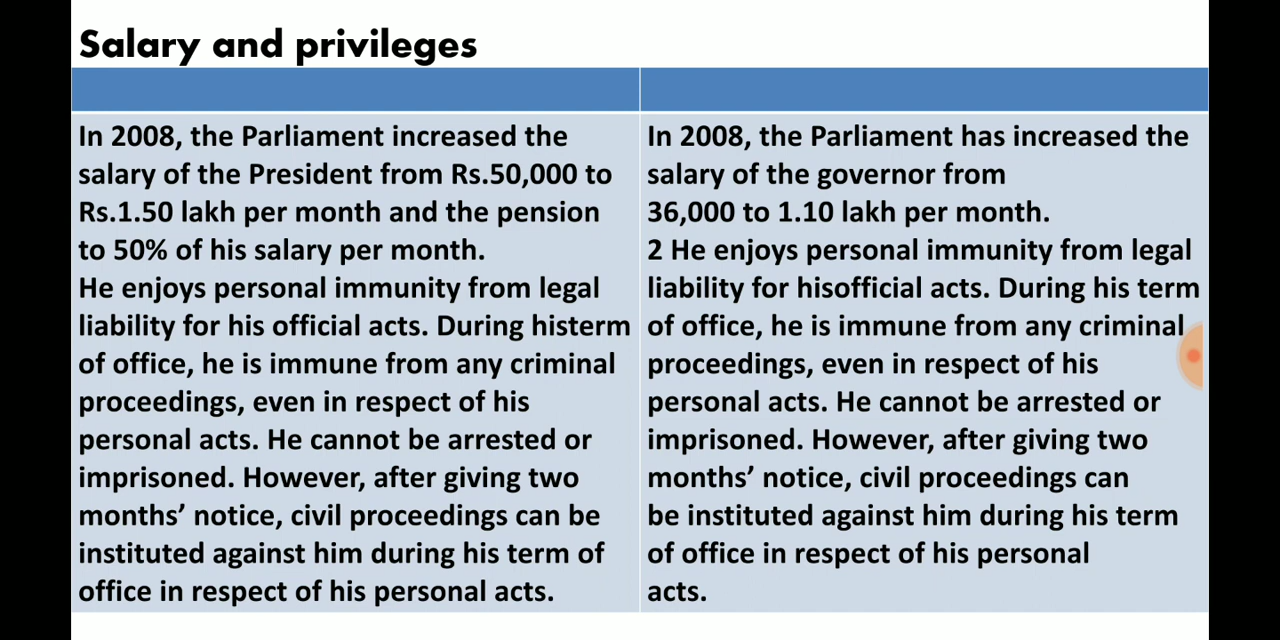 Salary and privileges
In 2008, the Parliament increased the
salary of the President from Rs.50,000 to
Rs.1.50 lakh per month and the pension
to 50% of his salary per month.
He enjoys personal immunity from legal
liability for his official acts. During histerm
of office, he is immune from any criminal
proceedings, even in respect of his
personal acts. He cannot be arrested or
imprisoned. However, after giving two
months’ notice, civil proceedings can be
instituted against him during his term of
office in respect of his personal acts.
In 2008, the Parliament has increased the
salary of the governor from
36,000 to 1.10 lakh per month.
2 He enjoys personal immunity from legal
liability for hisofficial acts. During his term
of office, he is immune from any criminal
proceedings, even in respect of his
personal acts. He cannot be arrested or
imprisoned. However, after giving two
months’ notice, civil proceedings can
be instituted against him during his term
of office in respect of his personal
acts.